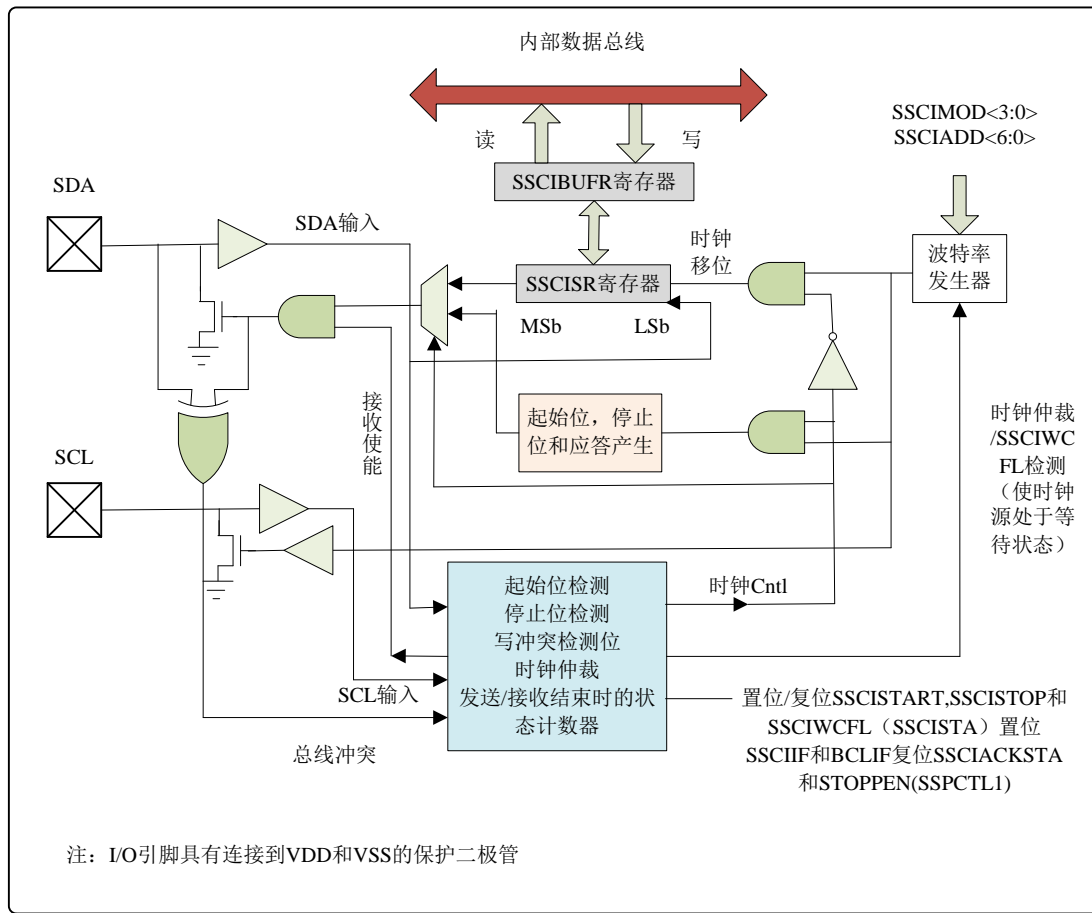 内部数据总线
SSCIMOD<3:0>
SSCIADD<6:0>
读
写
SSCIBUFR寄存器
SDA
SDA输入
时钟
移位
波特率
发生器
SSCISR寄存器
MSb
LSb
接收使能
起始位，停止
位和应答产生
时钟仲裁
/SSCIWC
FL检测
（使时钟
源处于等
待状态）
SCL
起始位检测
停止位检测
写冲突检测位
时钟仲裁
发送/接收结束时的状
态计数器
时钟Cntl
SCL输入
总线冲突
置位/复位SSCISTART,SSCISTOP和
SSCIWCFL（SSCISTA）置位
SSCIIF和BCLIF复位SSCIACKSTA
和STOPPEN(SSPCTL1)
注：I/O引脚具有连接到VDD和VSS的保护二极管